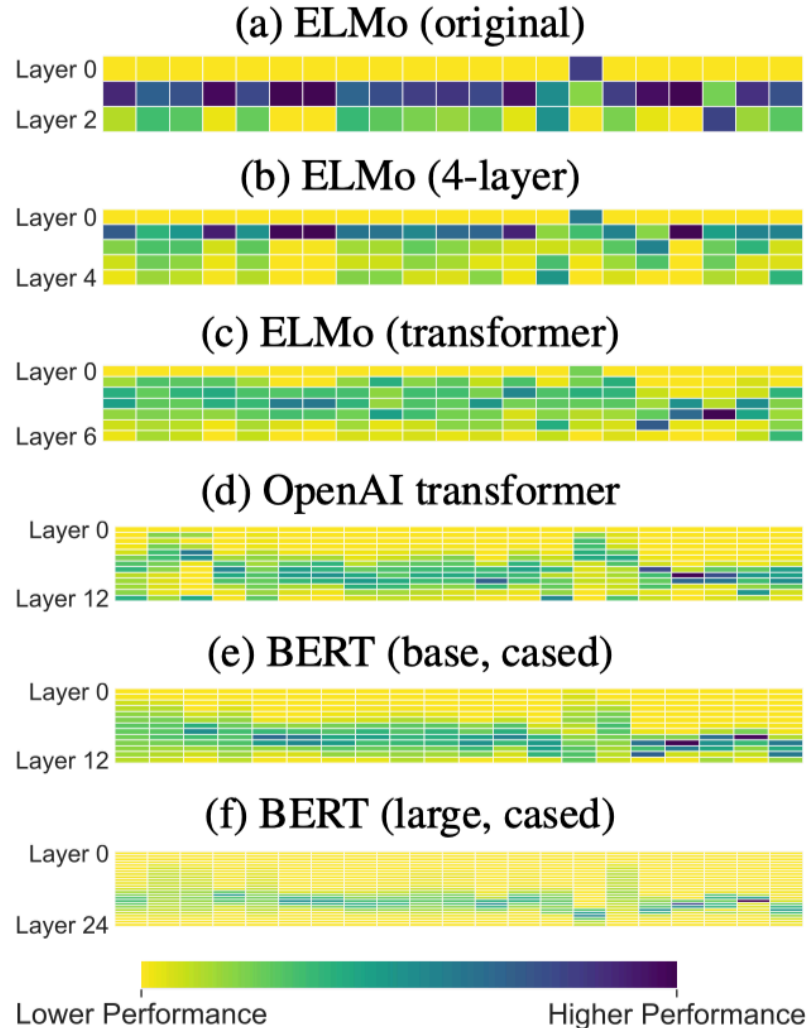 (a) ELMo (original)
Layer 0
Layer 2
(b) ELMo (4-layer)
Layer 0
Layer 4
(c) ELMo (transformer)
Layer 0
Layer 6
(d) OpenAI transformer
Layer 0
Layer 12
(e) BERT (base, cased)
Layer 0
Layer 12
(f) BERT (large, cased)
Layer 0
Layer 24
Lower Performance Higher Performance